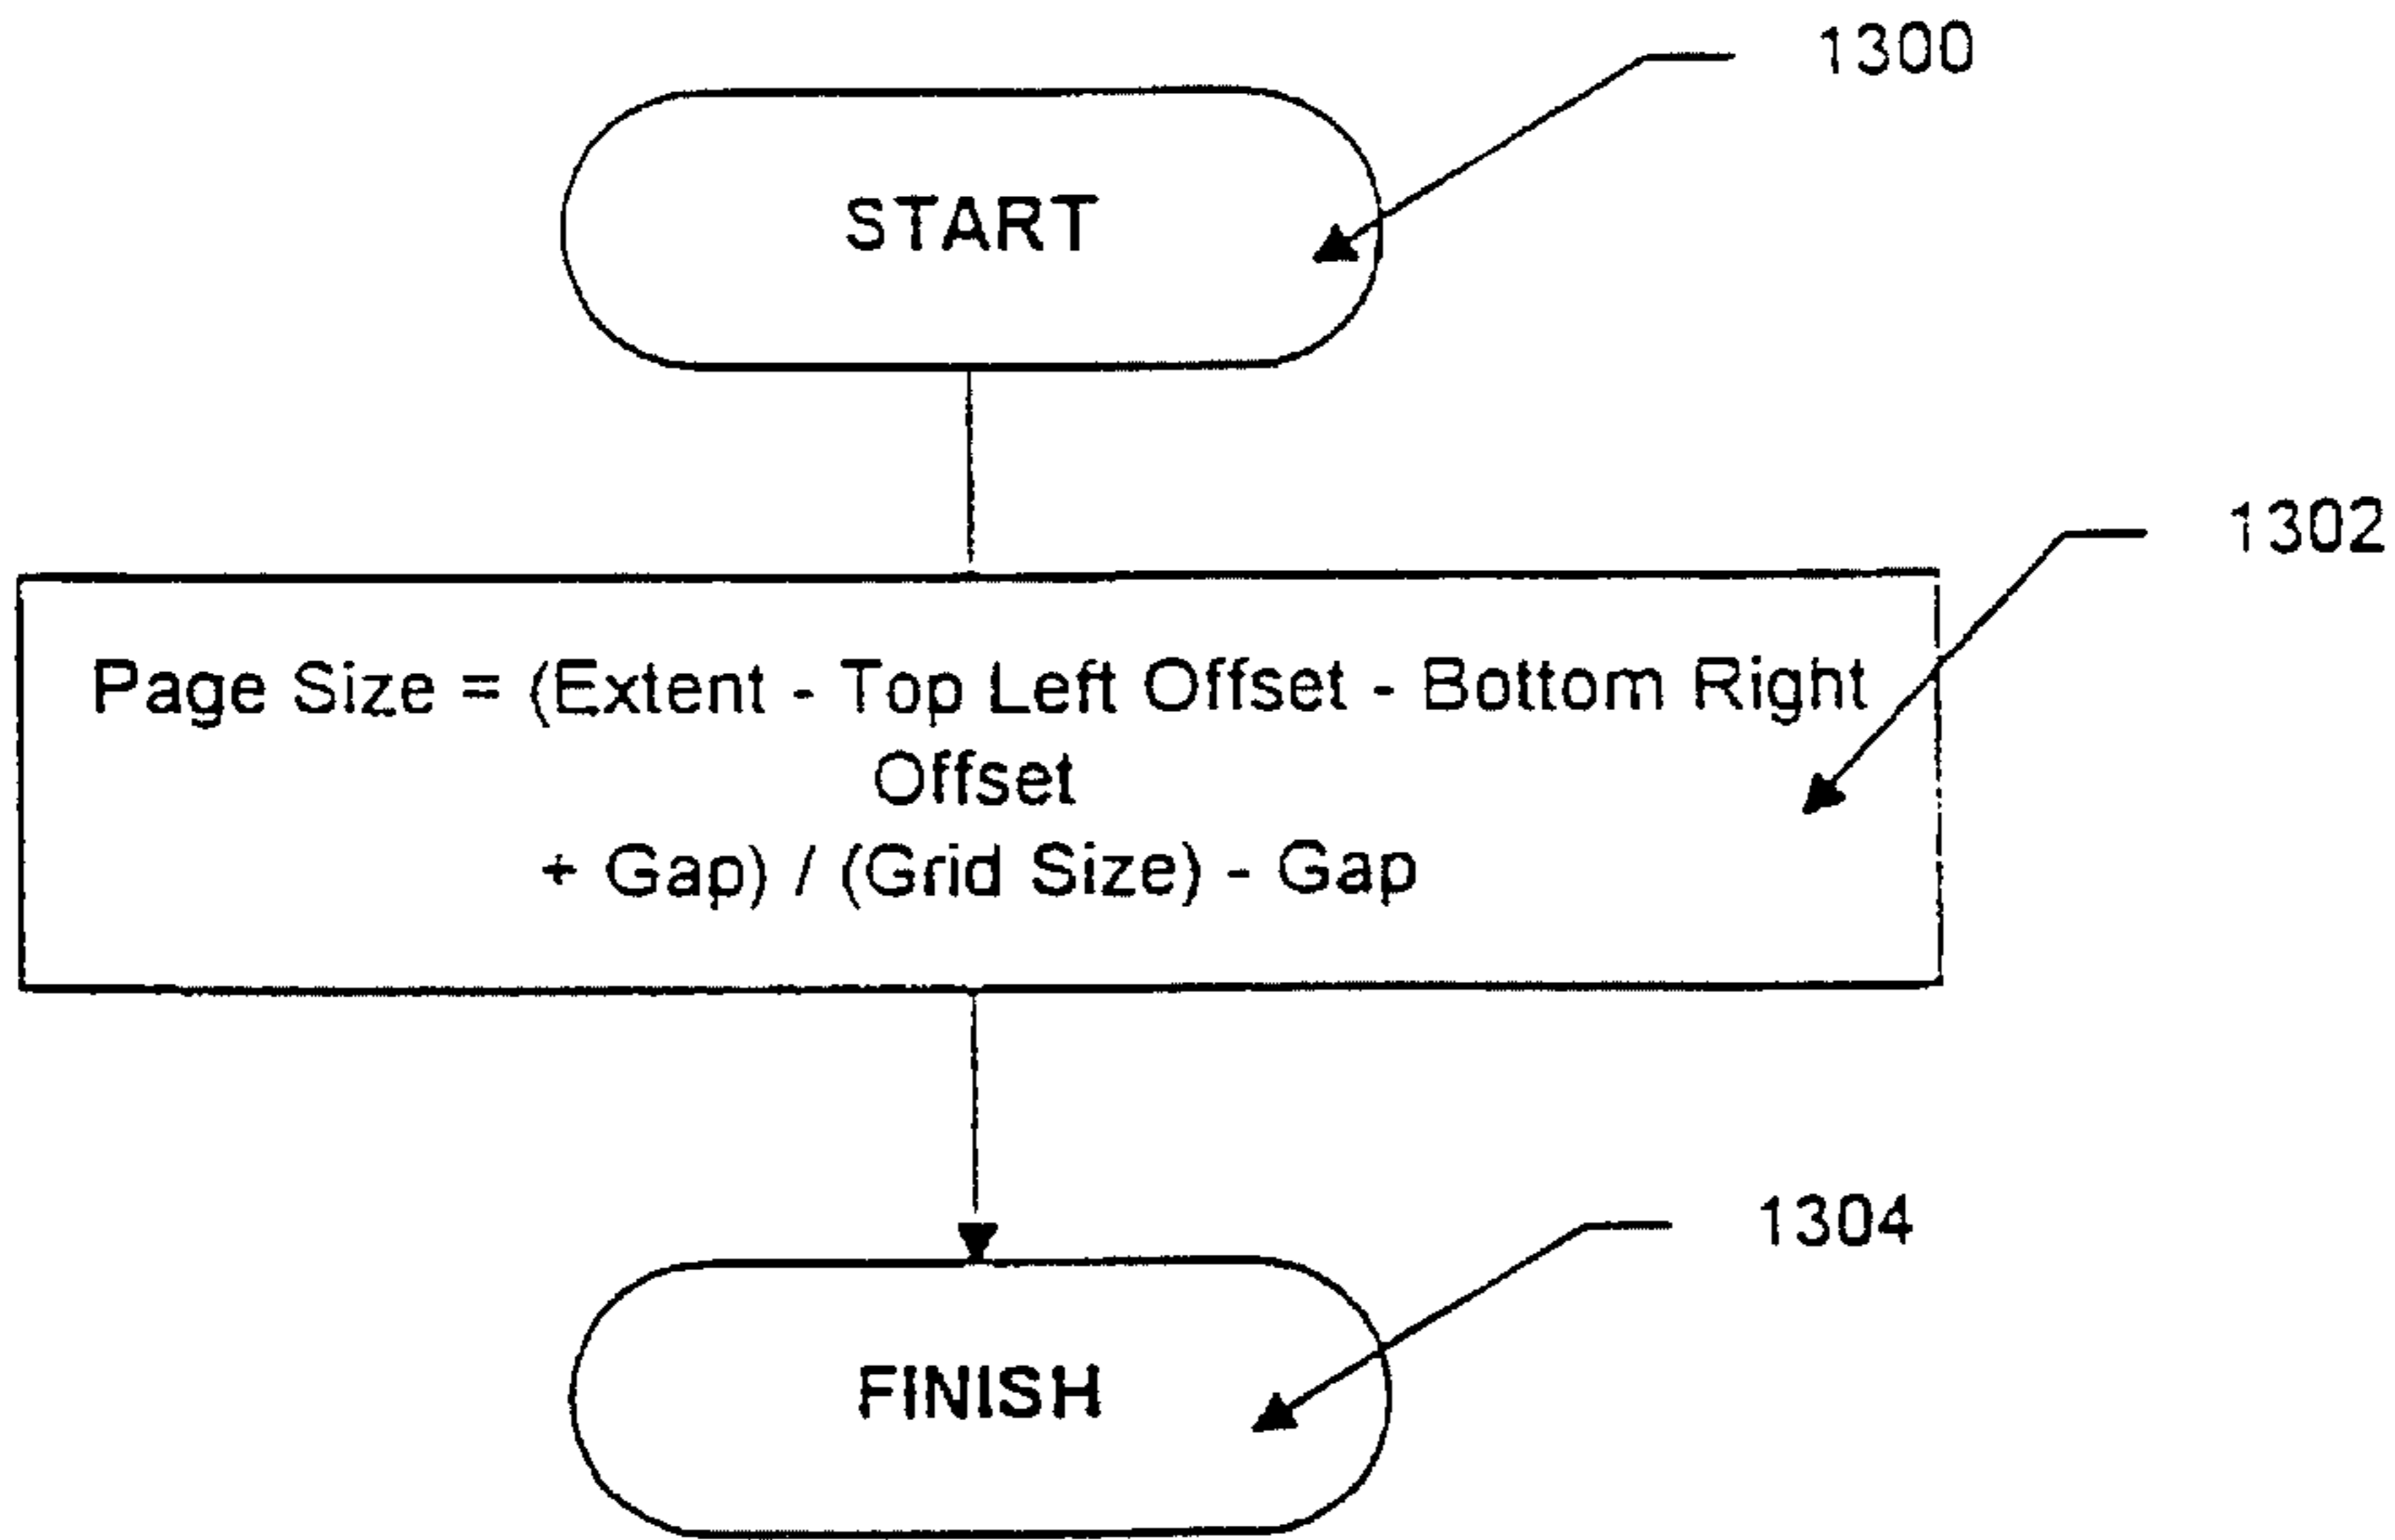 1300
START
1302
Page Size = (Extent - Top Left Offset - Bottom Right
Offset
+ Gap) / (Grid Size) - Gap
1304
FINISH